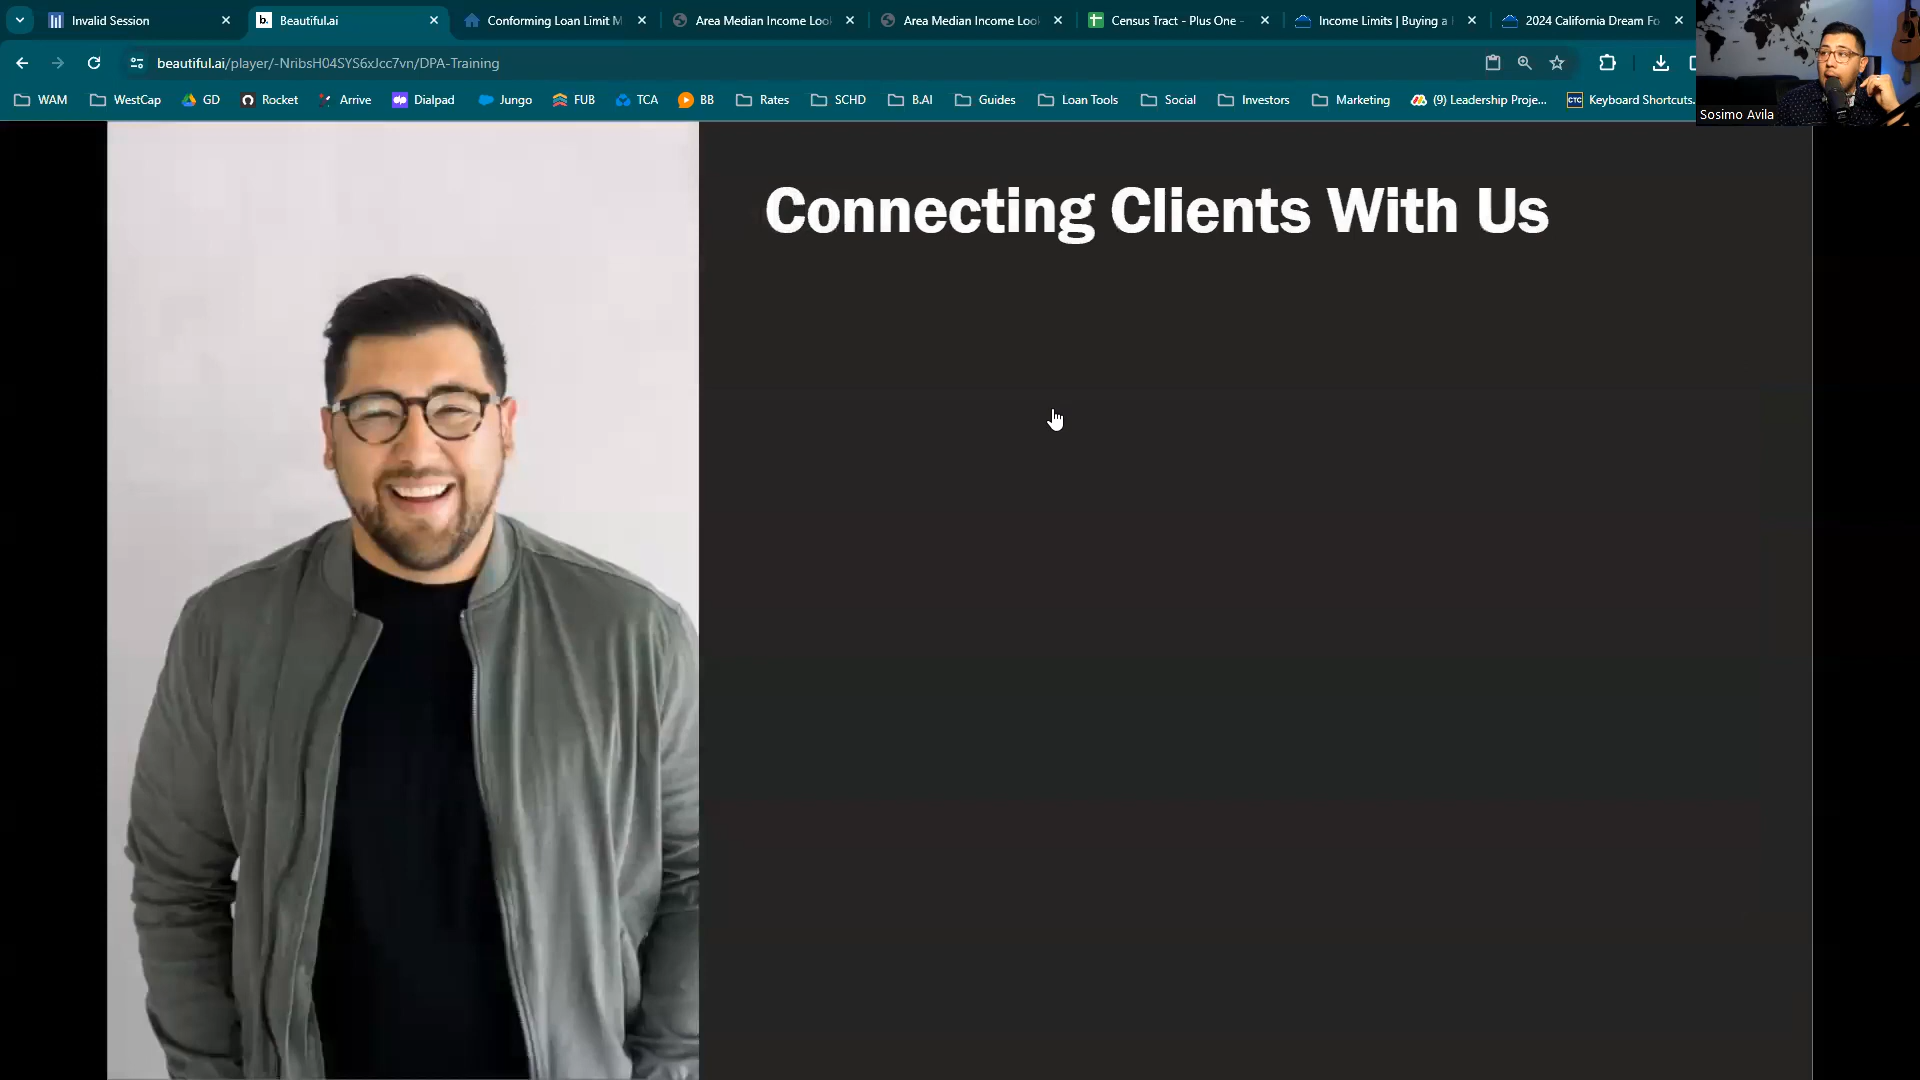 Invalid Session
Beautiful.ai
Conforming Loan Limit M
Area Median Income Loo
Area Median Income Loo
Census Tract - Plus One -
Income Limits | Buying a
2024 California Dream Fo
beautiful.ai/player/-NribsH04SYS6xJcc7vn/DPA-Training
WAM
WestCap
GD
Rocket
Arrive
Dialpad
Jungo
FUB
TCA
BB
Rates
SCHD
B.AI
Guides
Loan Tools
Social
Investors
Marketing
(9) Leadership Proje...
CTC
Keyboard Shortcuts.
Sosimo Avila
Connecting Clients With Us